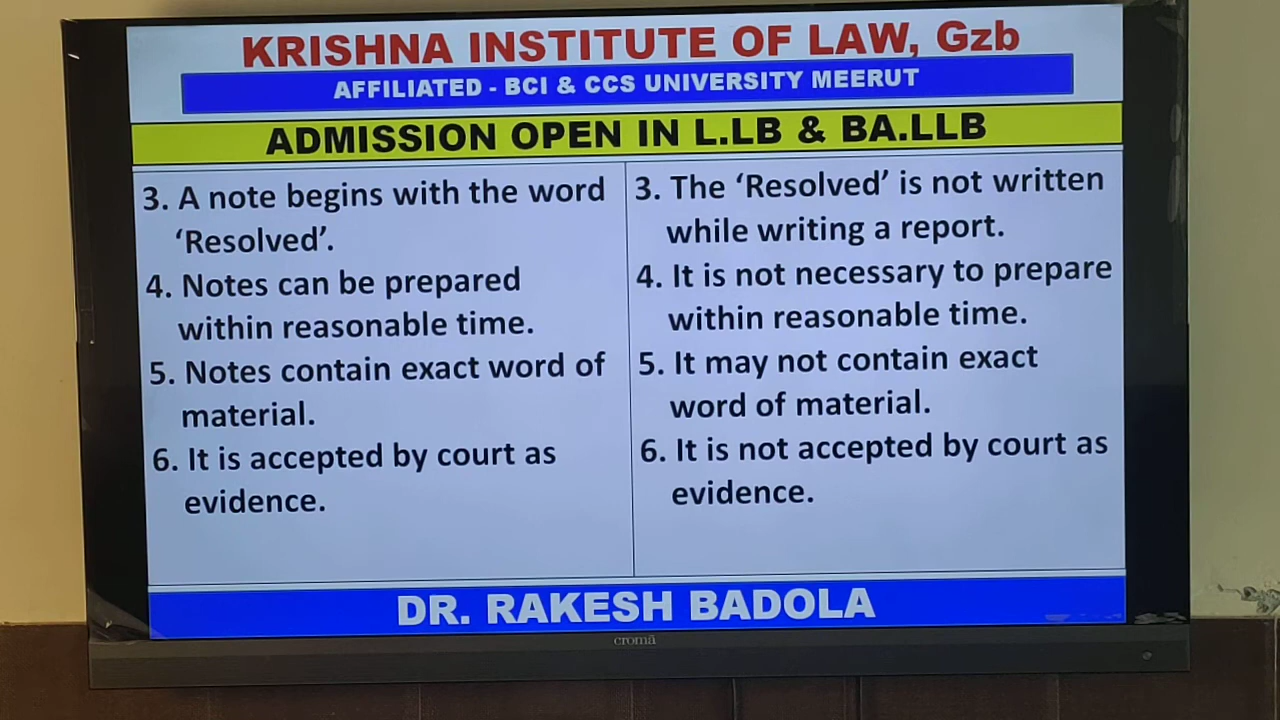 KRISHNA INSTITUTE OF LAW, Gzb
AFFILIATED - BCI & CCS UNIVERSITY MEERUT
ADMISSION OPEN IN L.LB & BA.LLB
3. A note begins with the word
‘Resolved’.
4. Notes can be prepared
within reasonable time.
5. Notes contain exact word of
material.
6. It is accepted by court as
evidence.
3. The ‘Resolved’ is not written
while writing a report.
4. It is not necessary to prepare
within reasonable time.
5. It may not contain exact
word of material.
6. It is not accepted by court as
evidence.
DR. RAKESH BADOLA
cromā